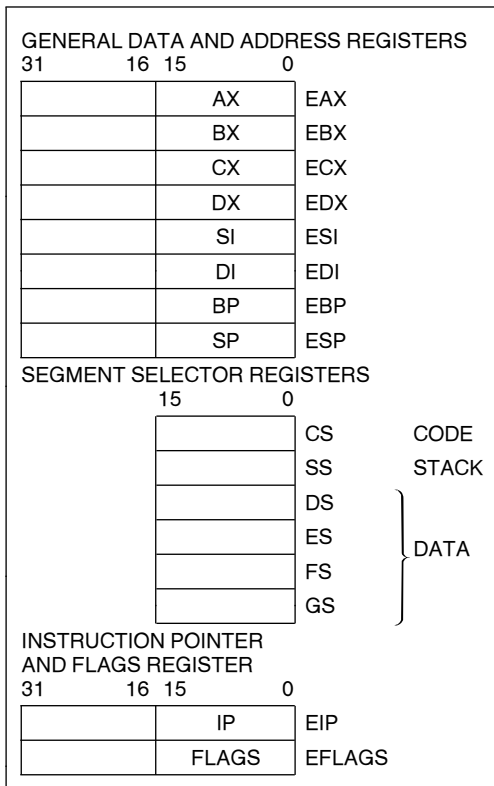 GENERAL DATA AND ADDRESS REGISTERS
31 16 15 0
AX EAX
BX EBX
CX ECX
DX EDX
SI ESI
DI EDI
BP EBP
SP ESP
SEGMENT SELECTOR REGISTERS
15 0
CS CODE
SS STACK
DS
ES
DATA
FS
GS
INSTRUCTION POINTER
AND FLAGS REGISTER
31 16 15 0
IP EIP
FLAGS EFLAGS